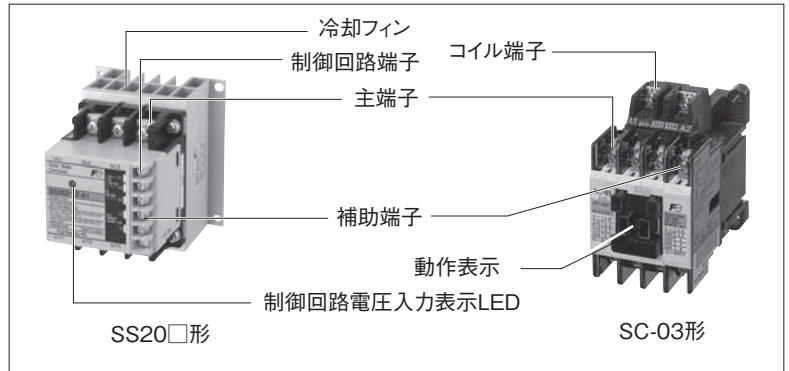 冷却フィン
制御回路端子
コイル端子
主端子
補助端子
動作表示
制御回路電圧入力表示LED
SS20□形
SC-03形